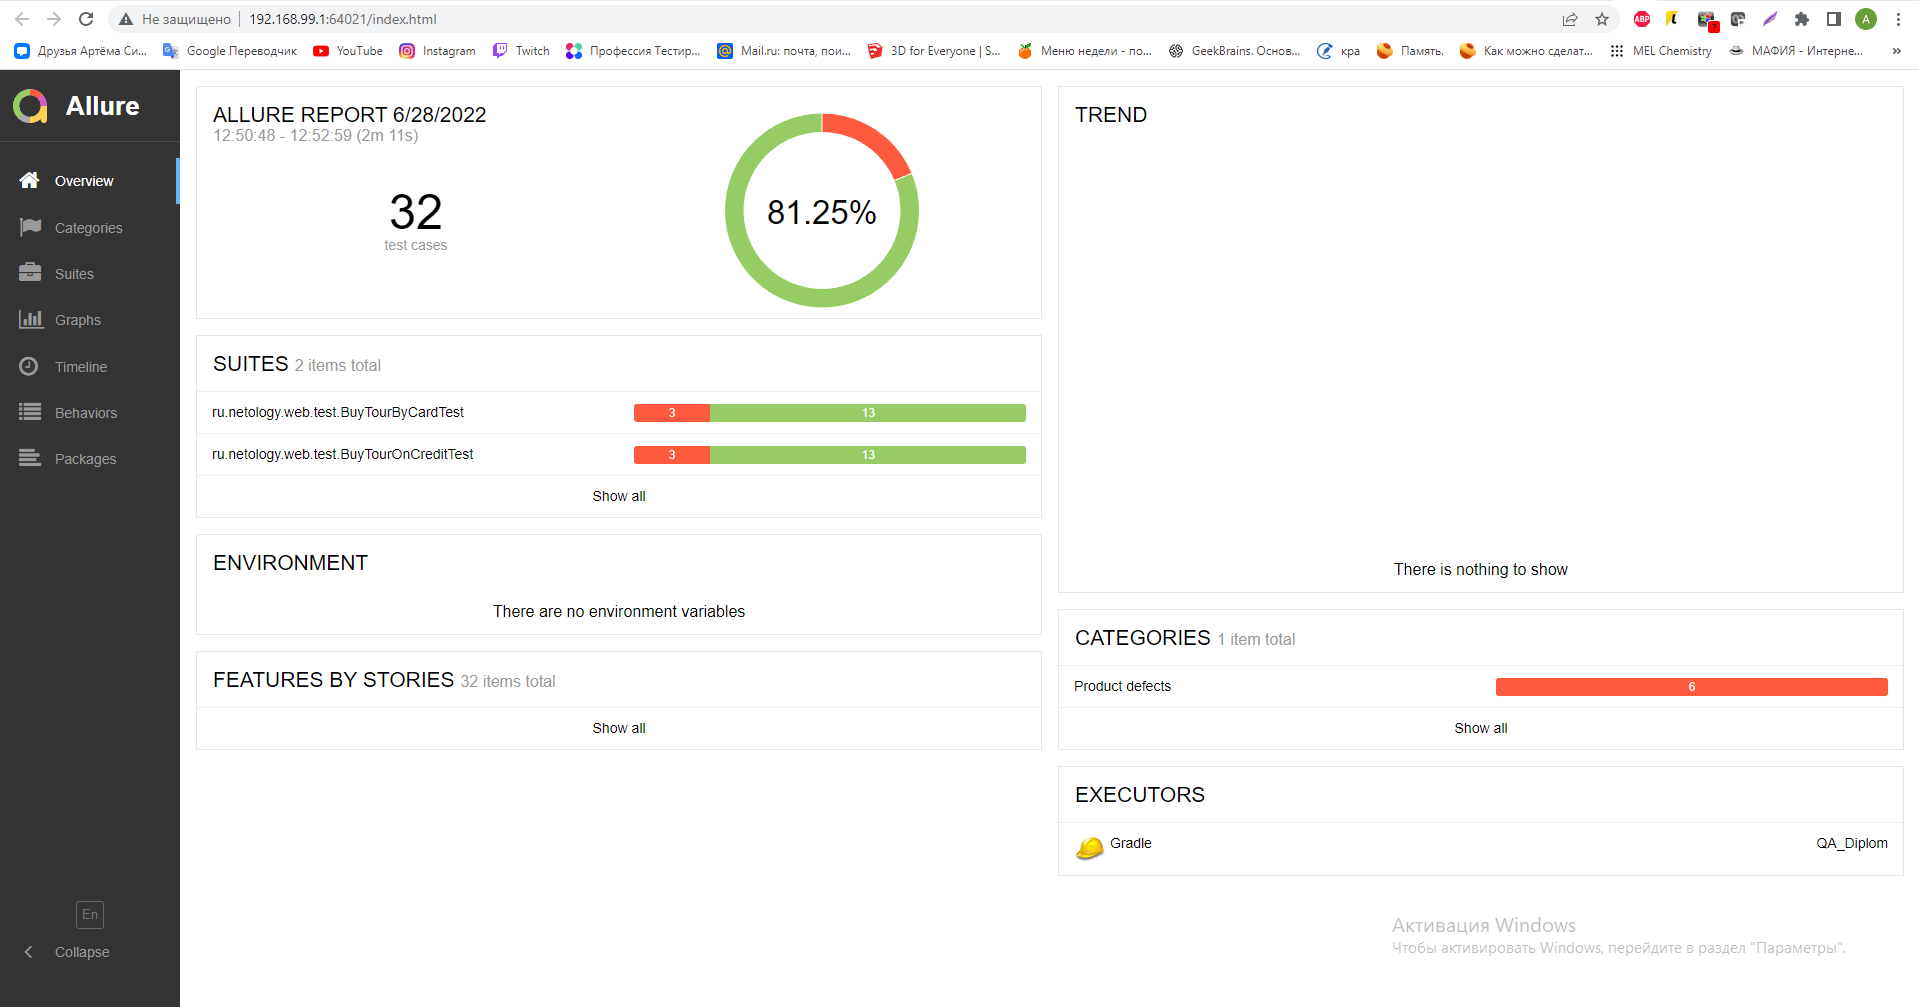 Не защищено
192.168.99.1:64021/index.html
ABP
A
Друзья Артёма Си...
Google Переводчик
YouTube
Instagram
Twitch
Профессия Тестир...
Mail.ru: почта, пои...
3D for Everyone | S...
Меню недели - по...
GeekBrains. Основ...
кра
Память.
Как можно сделат...
MEL Chemistry
МАФИЯ - Интерне...
»
Allure
Overview
Categories
Suites
Graphs
Timeline
Behaviors
Packages
En
Collapse
ALLURE REPORT 6/28/2022
12:50:48 - 12:52:59 (2m 11s)
32
test cases
81.25%
SUITES 2 items total
ru.netology.web.test.BuyTourByCardTest
3 13
ru.netology.web.test.BuyTourOnCreditTest
3 13
Show all
ENVIRONMENT
There are no environment variables
FEATURES BY STORIES 32 items total
Show all
TREND
There is nothing to show
CATEGORIES 1 item total
Product defects
6
Show all
EXECUTORS
Gradle
QA_Diplom
Активация Windows
Чтобы активировать Windows, перейдите в раздел "Параметры".